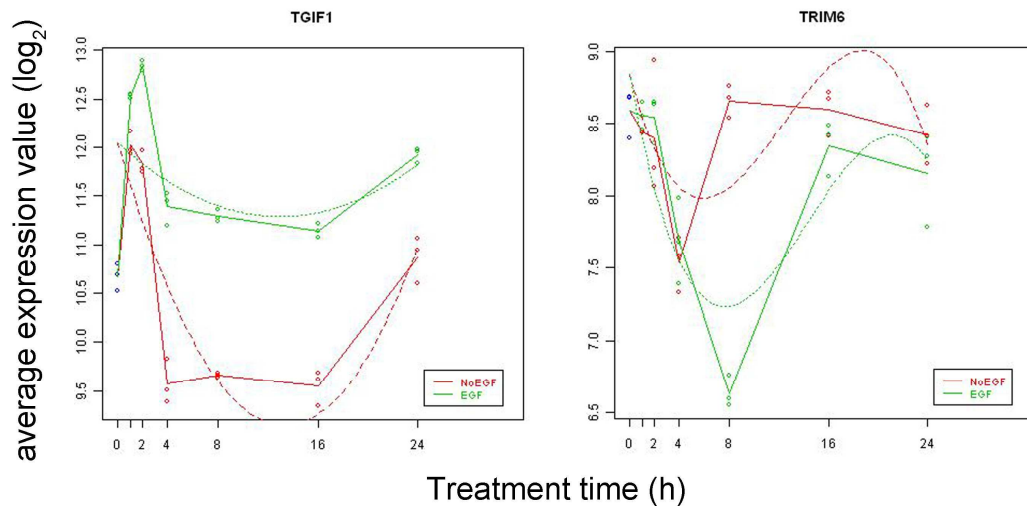 TGIF1
TRIM6
average expression value (log2)
13.0
12.5
12.0
11.5
11.0
10.5
10.0
9.5
0 2 4 8 16 24
NoEGF
EGF
9.0
8.5
8.0
7.5
7.0
6.5
0 2 4 8 16 24
NoEGF
EGF
Treatment time (h)